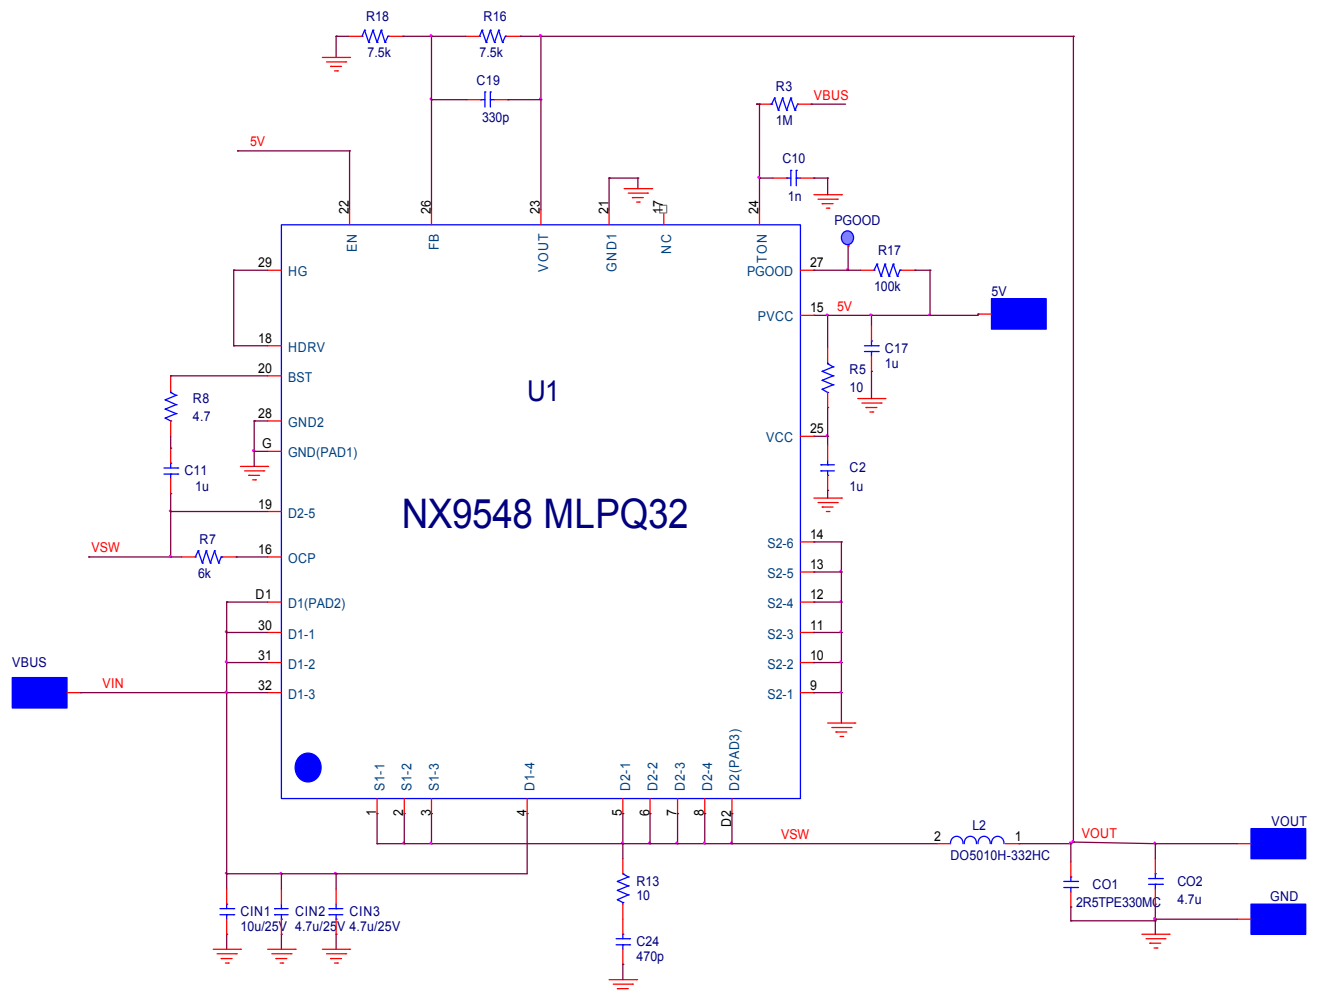 R18
7.5k
R16
7.5k
C19
330p
R3
1M
VBUS
C10
1n
5V
22
26
23
21
17
24
EN
FB
VOUT
GND1
NC
TON
PGOOD
29
HG
PGOOD
27
R17
100k
18
HDRV
PVCC
15
5V
5V
C17
1u
R5
10
20
BST
R8
4.7
U1
28
GND2
VCC
25
G
GND(PAD1)
C11
1u
C2
1u
19
D2-5
NX9548 MLPQ32
VSW
R7
6k
16
OCP
S2-6
14
S2-5
13
D1
D1(PAD2)
S2-4
12
30
D1-1
S2-3
11
31
D1-2
S2-2
10
VBUS
VIN
32
D1-3
S2-1
9
S1-1
S1-2
S1-3
D1-4
D2-1
D2-2
D2-3
D2-4
D2(PAD3)
1
2
3
4
5
6
7
8
D2
VSW
2
L2
1
DO5010H-332HC
VOUT
VOUT
R13
10
CO1
2R5TPE330MC
CO2
4.7u
GND
CIN1
10u/25V
CIN2
4.7u/25V
CIN3
4.7u/25V
C24
470p